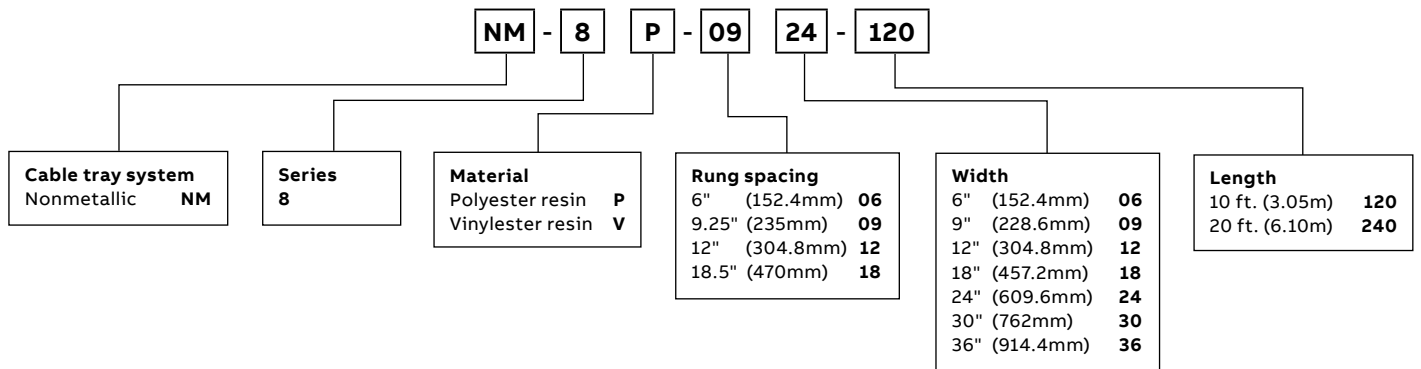 NM - 8 P - 09 24 - 120
Cable tray system
Nonmetallic NM
Series
8
Material
Polyester resin P
Vinylester resin V
Rung spacing
6" (152.4mm) 06
9.25" (235mm) 09
12" (304.8mm) 12
18.5" (470mm) 18
Width
6" (152.4mm) 06
9" (228.6mm) 09
12" (304.8mm) 12
18" (457.2mm) 18
24" (609.6mm) 24
30" (762mm) 30
36" (914.4mm) 36
Length
10 ft. (3.05m) 120
20 ft. (6.10m) 240